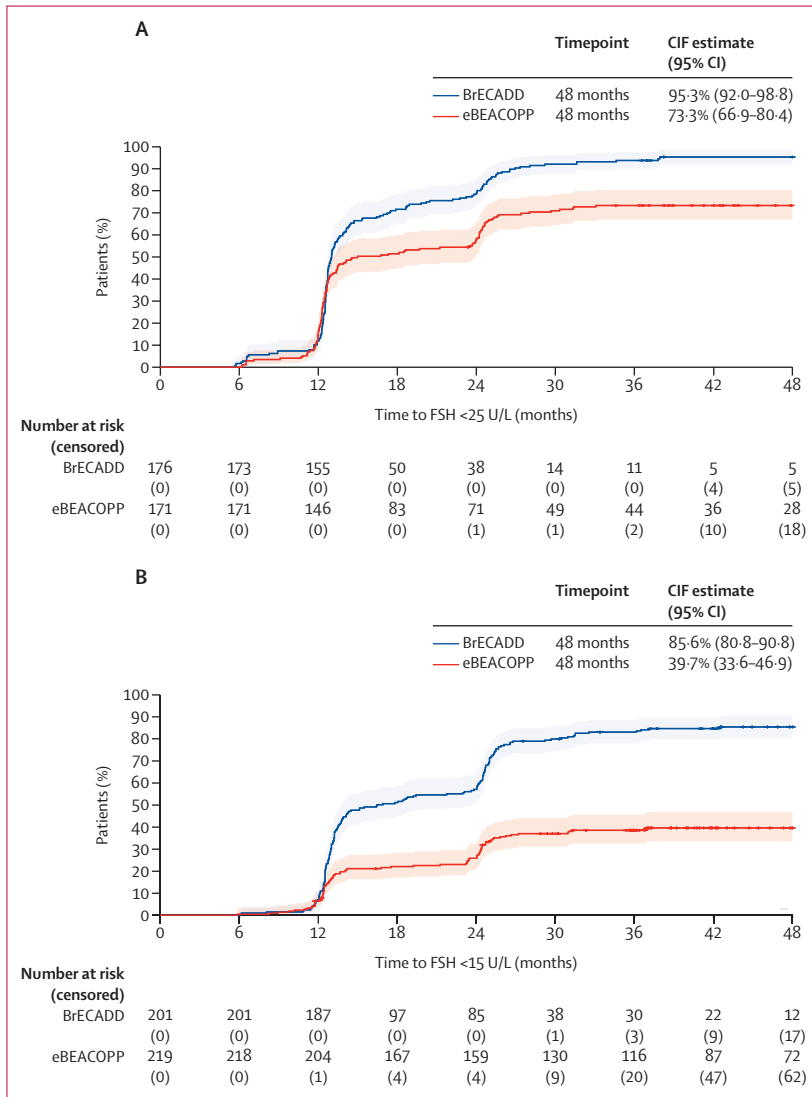 A
Timepoint CIF estimate
(95% CI)
BrECADD 48 months 95·3% (92·0–98·8)
eBEACOPP 48 months 73·3% (66·9–80·4)
100
90
80
70
60
50
40
30
20
10
0
Patients (%)
0 6 12 18 24 30 36 42 48
Time to FSH <25 U/L (months)
Number at risk
(censored)
BrECADD 176 173 155 50 38 14 11 5 5
(0) (0) (0) (0) (0) (0) (0) (4) (5)
eBEACOPP 171 171 146 83 71 49 44 36 28
(0) (0) (0) (0) (1) (1) (2) (10) (18)
B
Timepoint CIF estimate
(95% CI)
BrECADD 48 months 85·6% (80·8–90·8)
eBEACOPP 48 months 39·7% (33·6–46·9)
100
90
80
70
60
50
40
30
20
10
0
Patients (%)
0 6 12 18 24 30 36 42 48
Time to FSH <15 U/L (months)
Number at risk
(censored)
BrECADD 201 201 187 97 85 38 30 22 12
(0) (0) (0) (0) (0) (1) (3) (9) (17)
eBEACOPP 219 218 204 167 159 130 116 87 72
(0) (0) (1) (4) (4) (9) (20) (47) (62)